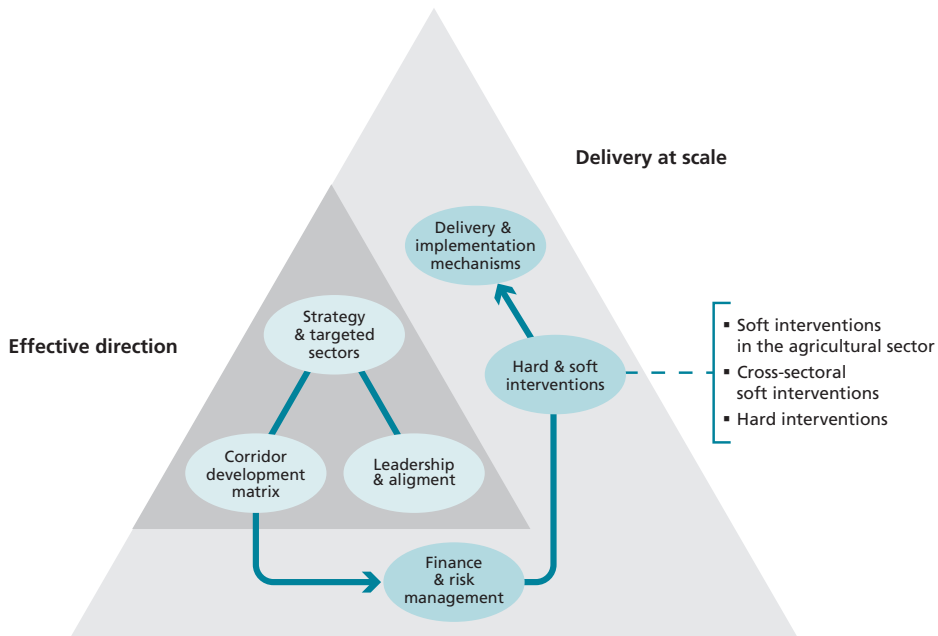 Delivery at scale
Delivery &
implementation
mechanisms
Strategy
& targeted
sectors
Effective direction
Hard & soft
interventions
▪ Soft interventions
in the agricultural sector
▪ Cross-sectoral
soft interventions
▪ Hard interventions
Corridor
development
matrix
Leadership
& aligment
Finance
& risk
management